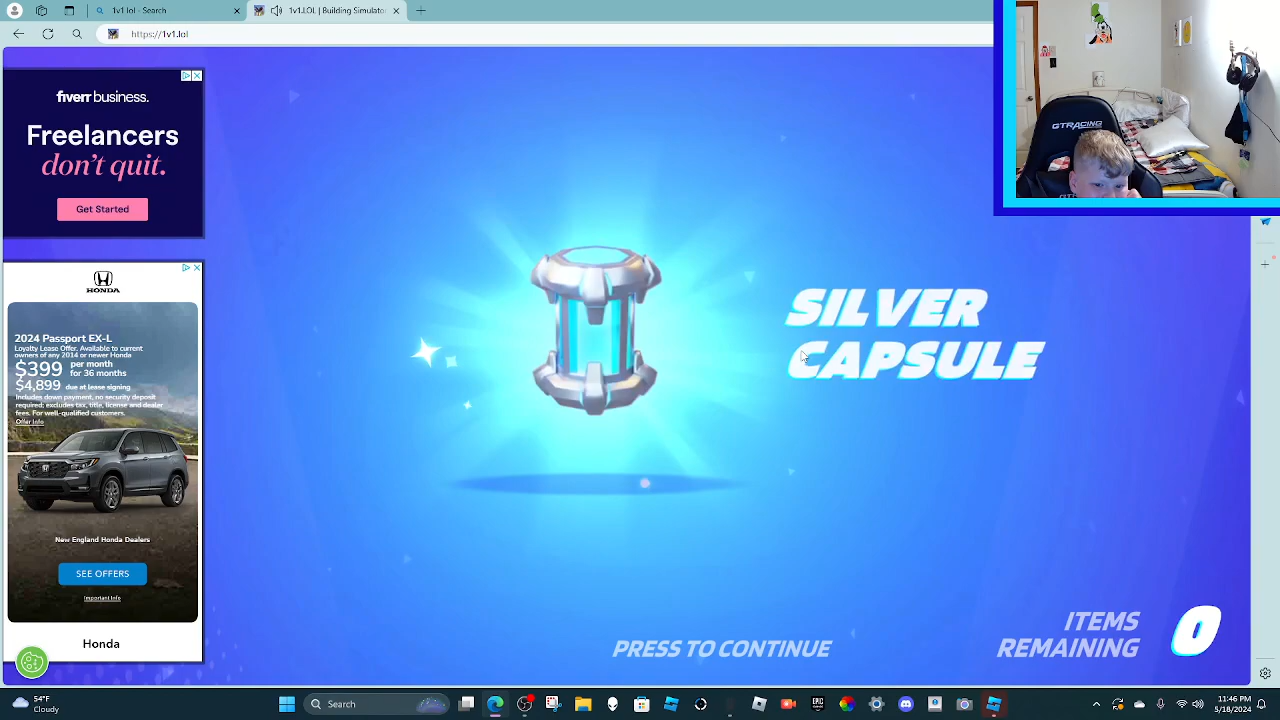 1v1.lol - Search
1v1.LOL | Building Simulator
https://1v1.lol
fiverr business.
Freelancers
don't quit.
Get Started
HONDA
2024 Passport EX-L
Loyalty Lease Offer, Available to current
owners of any 2014 or newer Honda
$399 per month
for 36 months
$4,899 due at lease signing
Includes down payment, no security deposit
required; excludes tax, title, license and dealer
fees. For well-qualified customers.
Offer Info
New England Honda Dealers
SEE OFFERS
Important Info
Honda
GTRACING
SILVER
CAPSULE
PRESS TO CONTINUE
ITEMS
REMAINING
0
54°F
Cloudy
Search
EPIC
11:46 PM
5/18/2024